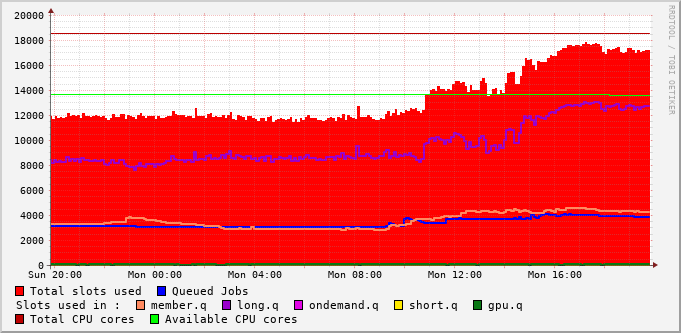 RRDTOOL / TOBI OETIKER
20000
18000
16000
14000
12000
10000
8000
6000
4000
2000
0
Sun 20:00 Mon 00:00 Mon 04:00 Mon 08:00 Mon 12:00 Mon 16:00
Total slots used Queued Jobs
Slots used in : member.q long.q ondemand.q short.q gpu.q
Total CPU cores Available CPU cores